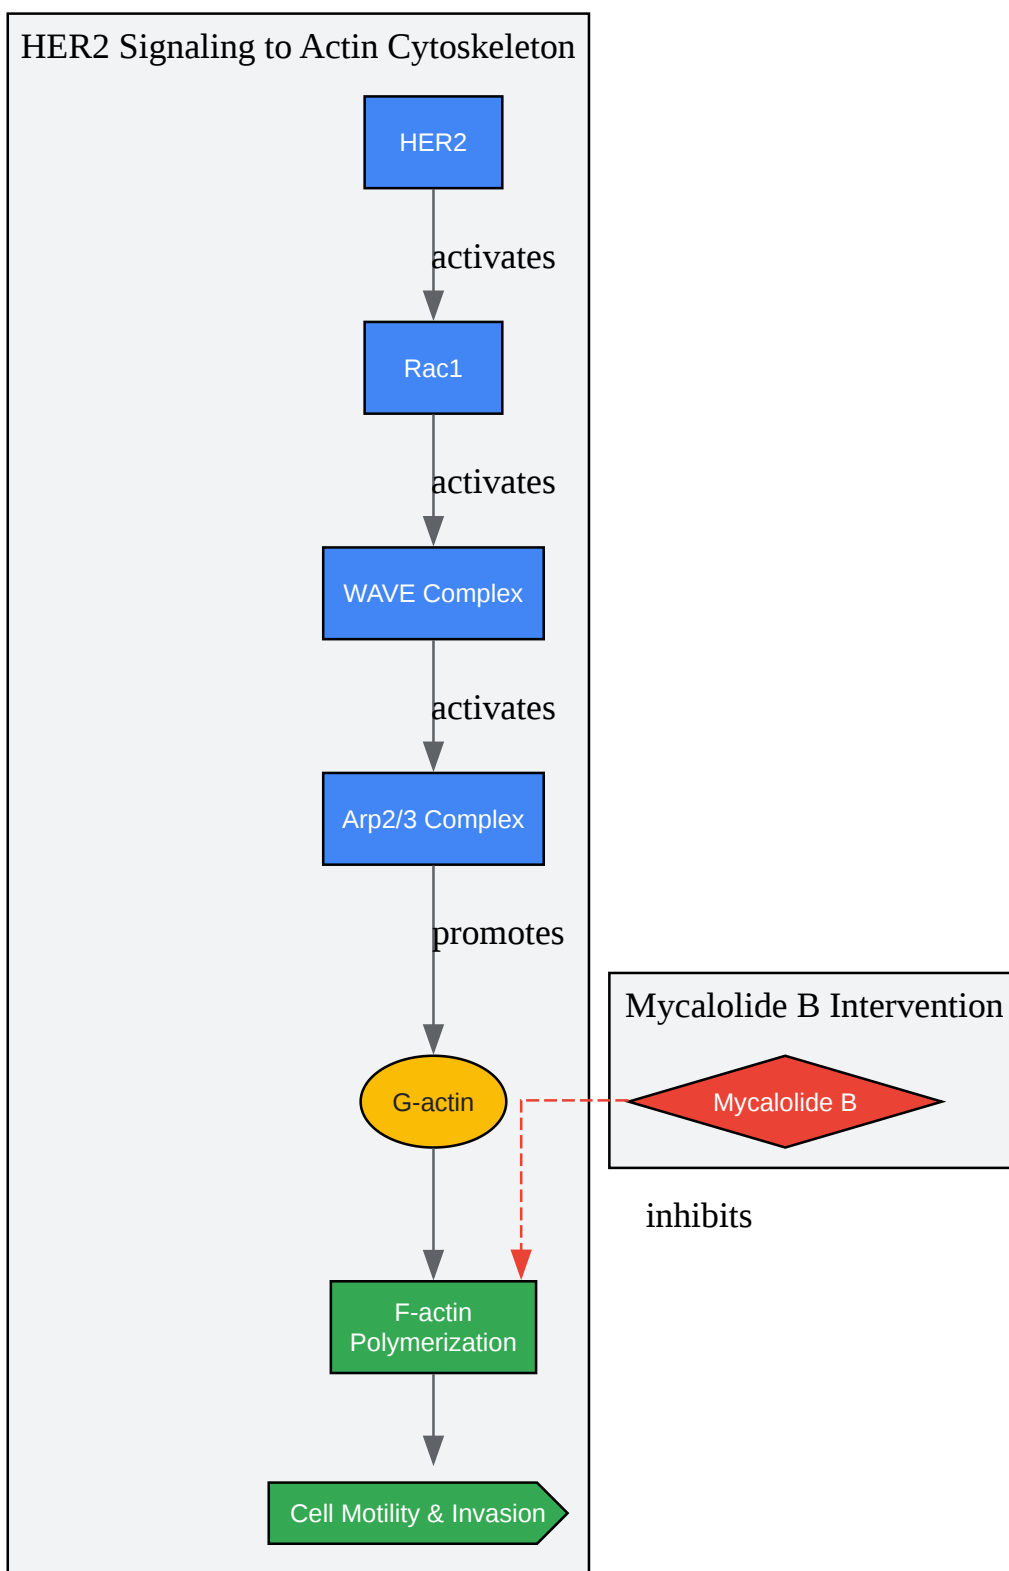 HER2 Signaling to Actin Cytoskeleton
HER2
activates
Rac1
activates
WAVE Complex
activates
Arp2/3 Complex
promotes
Mycalolide B Intervention
G-actin
Mycalolide B
inhibits
F-actin
Polymerization
Cell Motility & Invasion